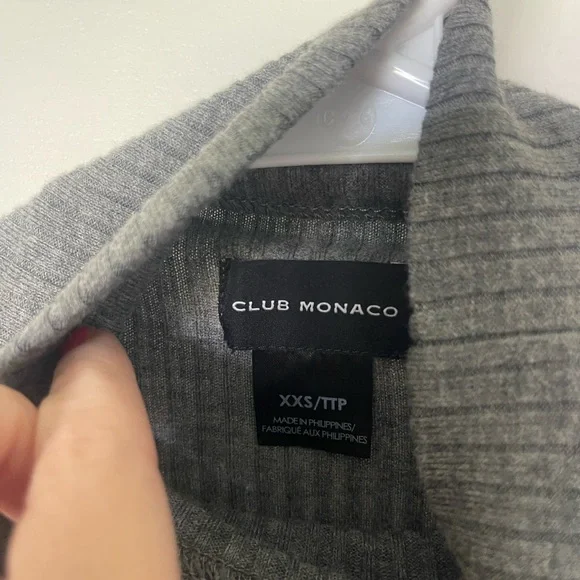 CLUB MONACO
XXS/TTP
MADE IN PHILIPPINES/
FABRIQUÉ AUX PHILIPPINES